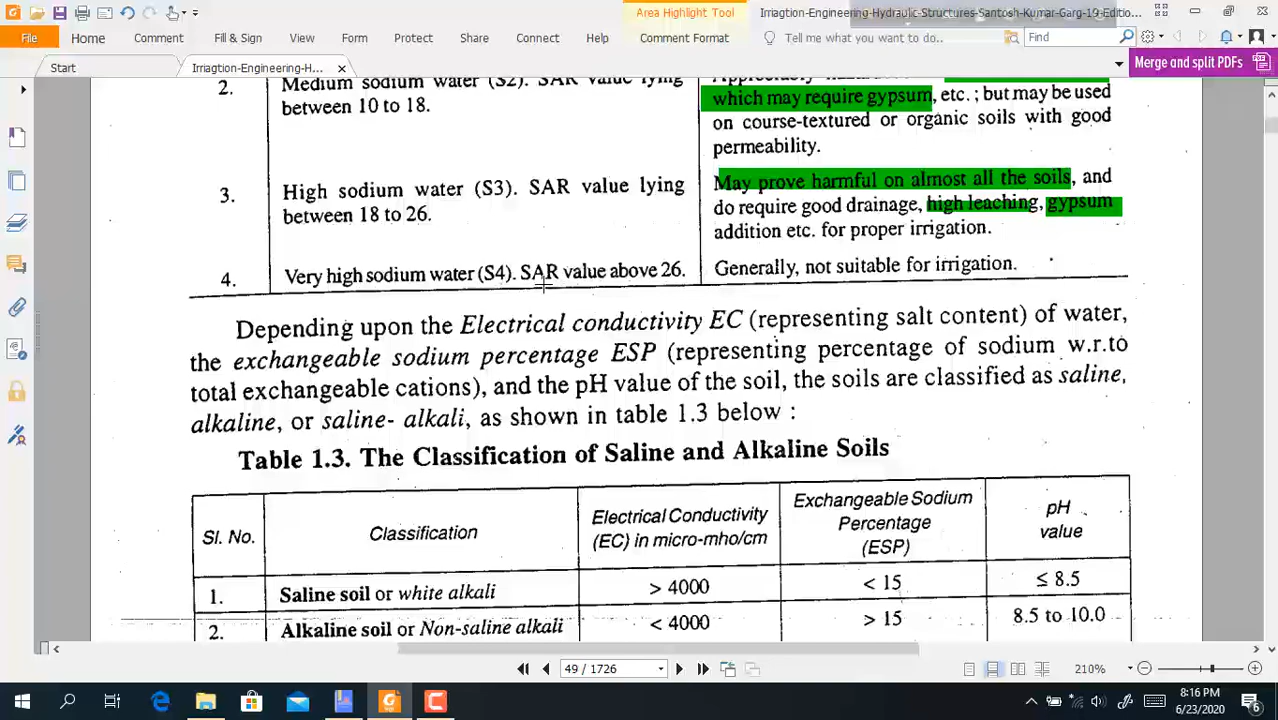 Area Highlight Tool
Irriagtion-Engineering-Hydraulic-Structures-Santosh-Kumar-Garg-19-Editio...
File Home Comment Fill & Sign View Form Protect Share Connect Help Comment Format Tell me what you want to do.. Find
Start Irriagtion-Engineering-H... Merge and split PDFs
2. Medium sodium water (S2). SAR value lying
between 10 to 18.
which may require gypsum, etc.; but may be used
on course-textured or organic soils with good
permeability.
3. High sodium water (S3). SAR value lying
between 18 to 26.
May prove harmful on almost all the soils, and
do require good drainage, high leaching, gypsum
addition etc. for proper irrigation.
4. Very high sodium water (S4). SAR value above 26. Generally, not suitable for irrigation.
Depending upon the Electrical conductivity EC (representing salt content) of water,
the exchangeable sodium percentage ESP (representing percentage of sodium w.r.to
total exchangeable cations), and the pH value of the soil, the soils are classified as saline,
alkaline, or saline- alkali, as shown in table 1.3 below :
Table 1.3. The Classification of Saline and Alkaline Soils
Sl. No.
Classification
Electrical Conductivity
(EC) in micro-mho/cm
Exchangeable Sodium
Percentage
(ESP)
pH
value
1. Saline soil or white alkali > 4000 < 15 ≤ 8.5
2. Alkaline soil or Non-saline alkali < 4000 > 15 8.5 to 10.0
49 / 1726 210%
8:16 PM
6/23/2020
6